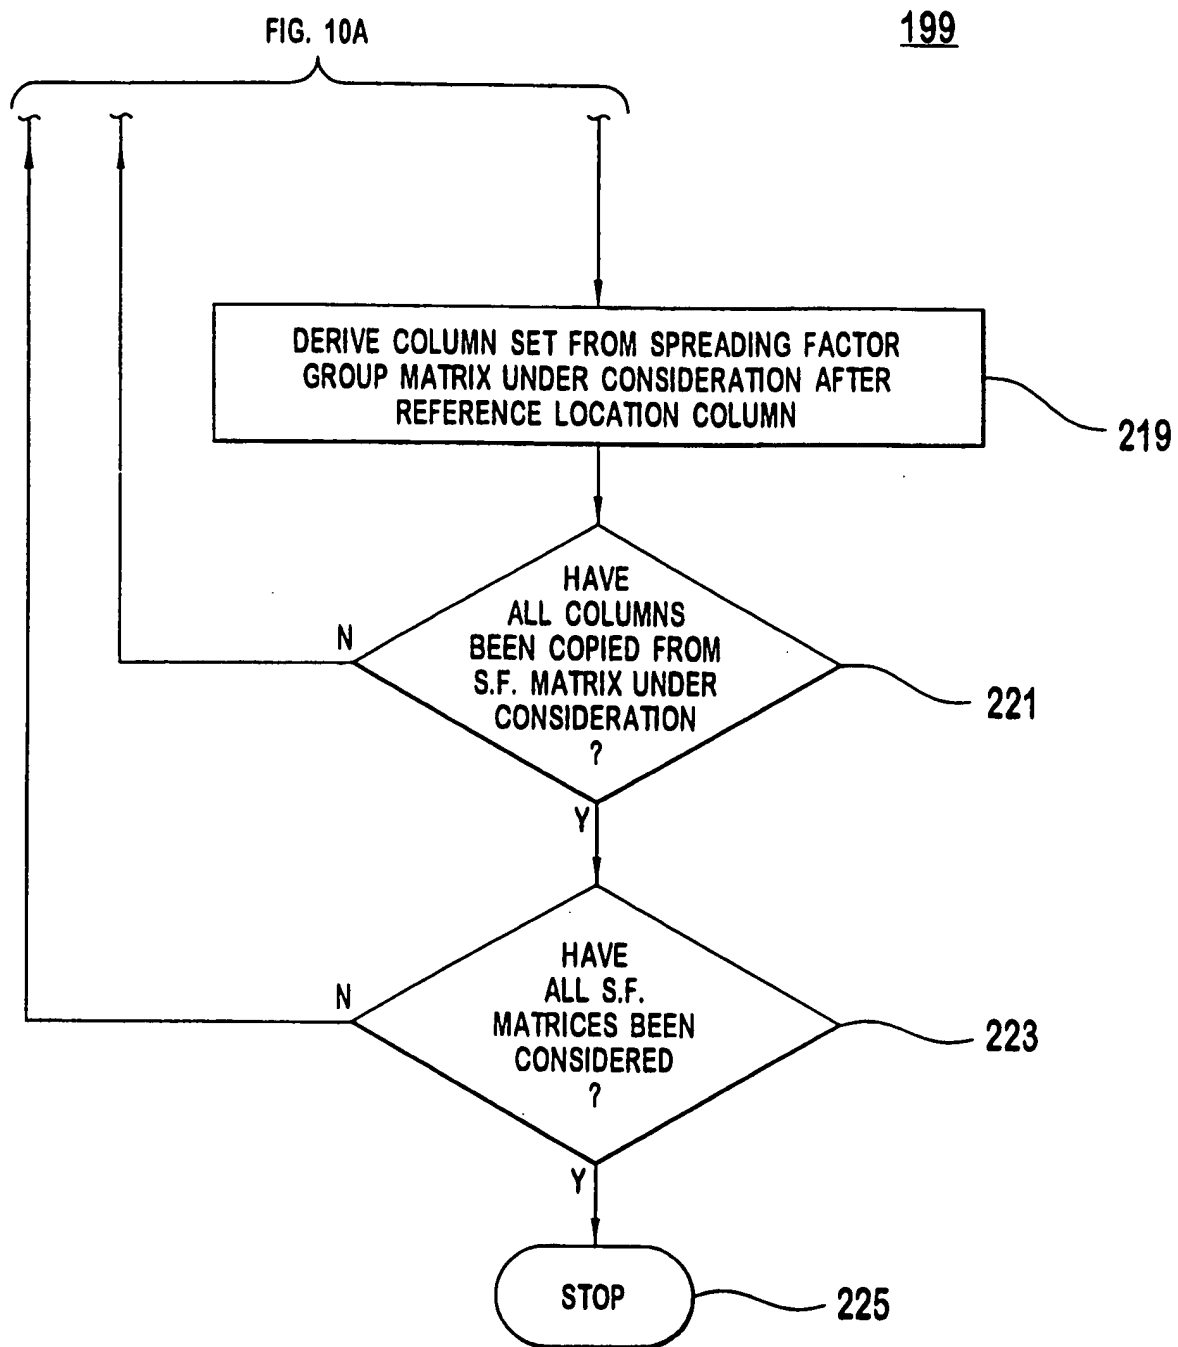 FIG. 10A
199
DERIVE COLUMN SET FROM SPREADING FACTOR
GROUP MATRIX UNDER CONSIDERATION AFTER
REFERENCE LOCATION COLUMN
219
HAVE
ALL COLUMNS
BEEN COPIED FROM
S.F. MATRIX UNDER
CONSIDERATION
?
N
221
Y
HAVE
ALL S.F.
MATRICES BEEN
CONSIDERED
?
N
223
Y
STOP
225